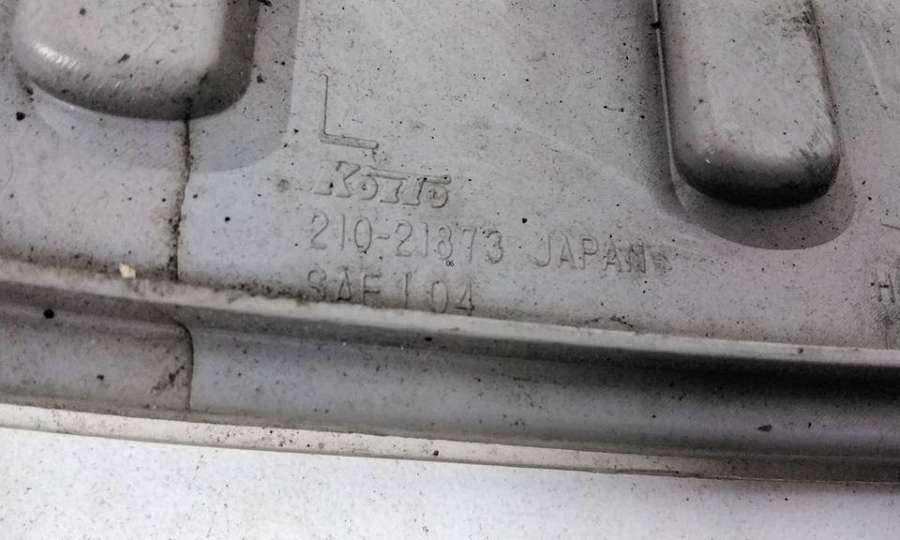 L
Koito
210-21873 JAPAN
SAE I 04
H